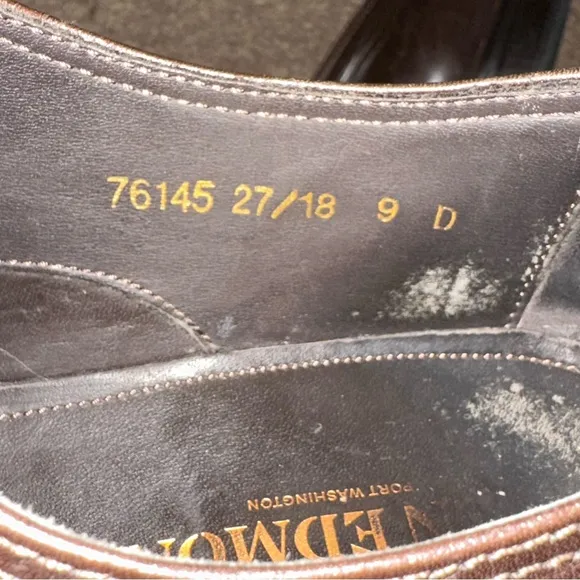 76145 27/18 9 D
PORT WASHINGTON
N EDMO